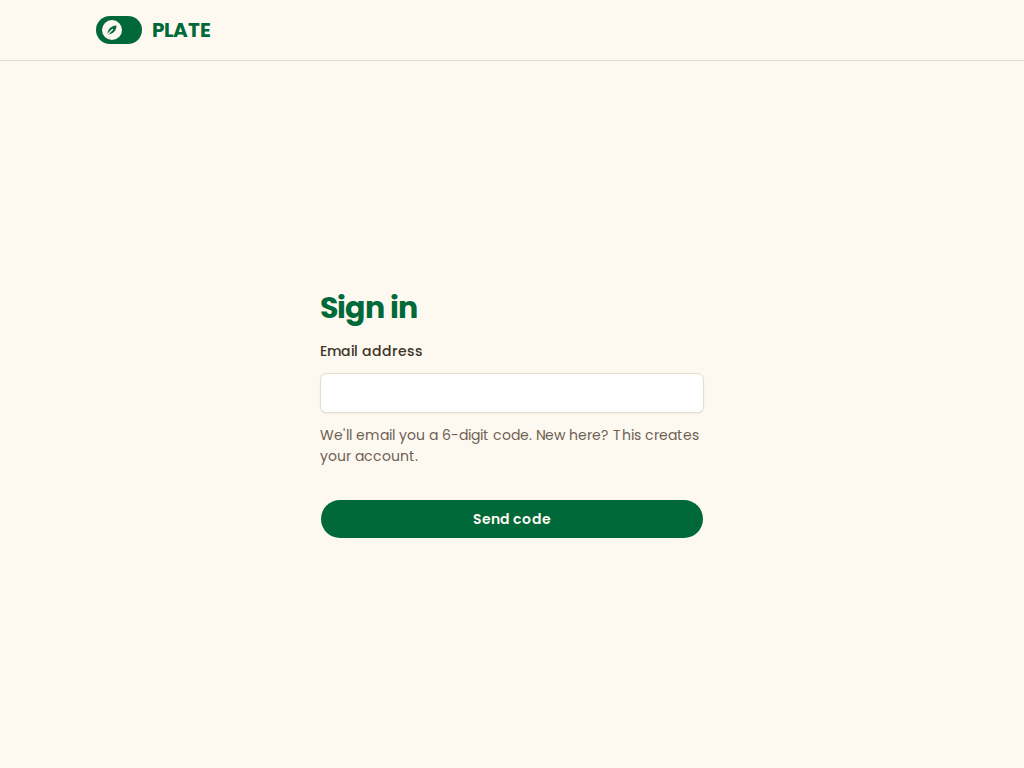 PLATE
Sign in
Email address
We'll email you a 6-digit code. New here? This creates
your account.
Send code